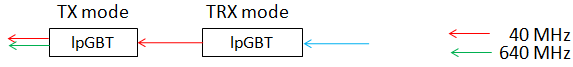 TX mode
TRX mode
lpGBT
lpGBT
40 MHz
640 MHz